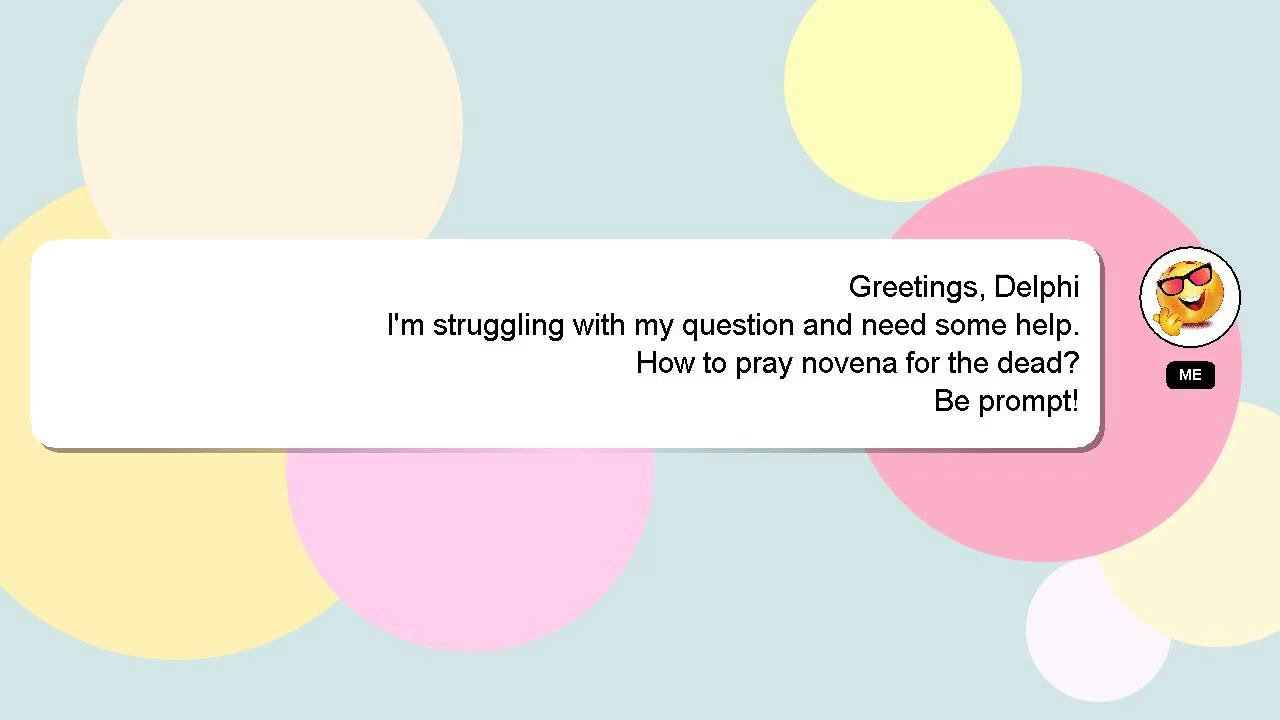 Greetings, Delphi
I'm struggling with my question and need some help.
How to pray novena for the dead?
Be prompt!
ME